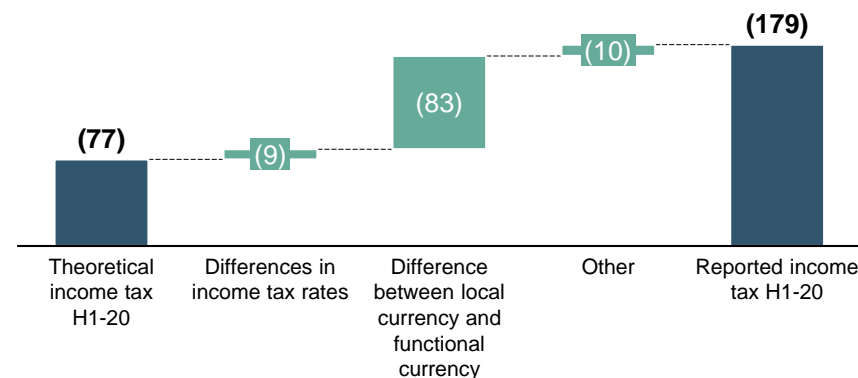 (179)
(10)
(83)
(77)
(9)
Theoretical
income tax
H1-20
Differences in
income tax rates
Difference
between local
currency and
functional
currency
Other
Reported income
tax H1-20